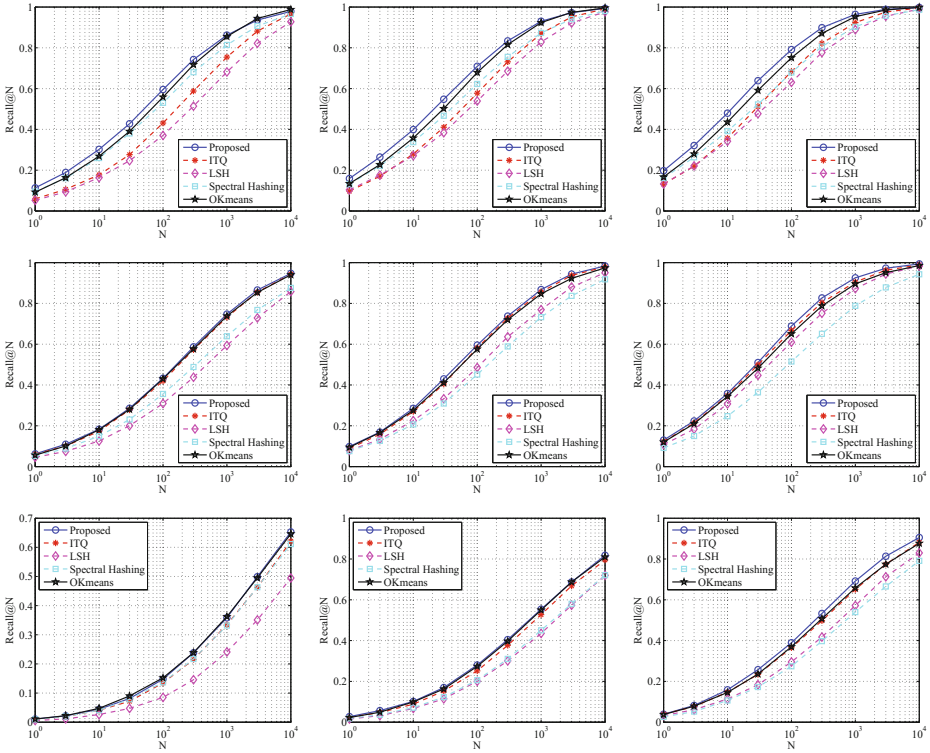 1
0.8
0.6
0.4
0.2
0
Recall@N
Proposed
ITQ
LSH
Spectral Hashing
OKmeans
10^0 10^1 10^2 10^3 10^4
N
1
0.8
0.6
0.4
0.2
0
Recall@N
Proposed
ITQ
LSH
Spectral Hashing
OKmeans
10^0 10^1 10^2 10^3 10^4
N
1
0.8
0.6
0.4
0.2
0
Recall@N
Proposed
ITQ
LSH
Spectral Hashing
OKmeans
10^0 10^1 10^2 10^3 10^4
N
1
0.8
0.6
0.4
0.2
0
Recall@N
Proposed
ITQ
LSH
Spectral Hashing
OKmeans
10^0 10^1 10^2 10^3 10^4
N
1
0.8
0.6
0.4
0.2
0
Recall@N
Proposed
ITQ
LSH
Spectral Hashing
OKmeans
10^0 10^1 10^2 10^3 10^4
N
1
0.8
0.6
0.4
0.2
0
Recall@N
Proposed
ITQ
LSH
Spectral Hashing
OKmeans
10^0 10^1 10^2 10^3 10^4
N
0.7
0.6
0.5
0.4
0.3
0.2
0.1
0
Recall@N
Proposed
ITQ
LSH
Spectral Hashing
OKmeans
10^0 10^1 10^2 10^3 10^4
N
1
0.8
0.6
0.4
0.2
0
Recall@N
Proposed
ITQ
LSH
Spectral Hashing
OKmeans
10^0 10^1 10^2 10^3 10^4
N
1
0.8
0.6
0.4
0.2
0
Recall@N
Proposed
ITQ
LSH
Spectral Hashing
OKmeans
10^0 10^1 10^2 10^3 10^4
N